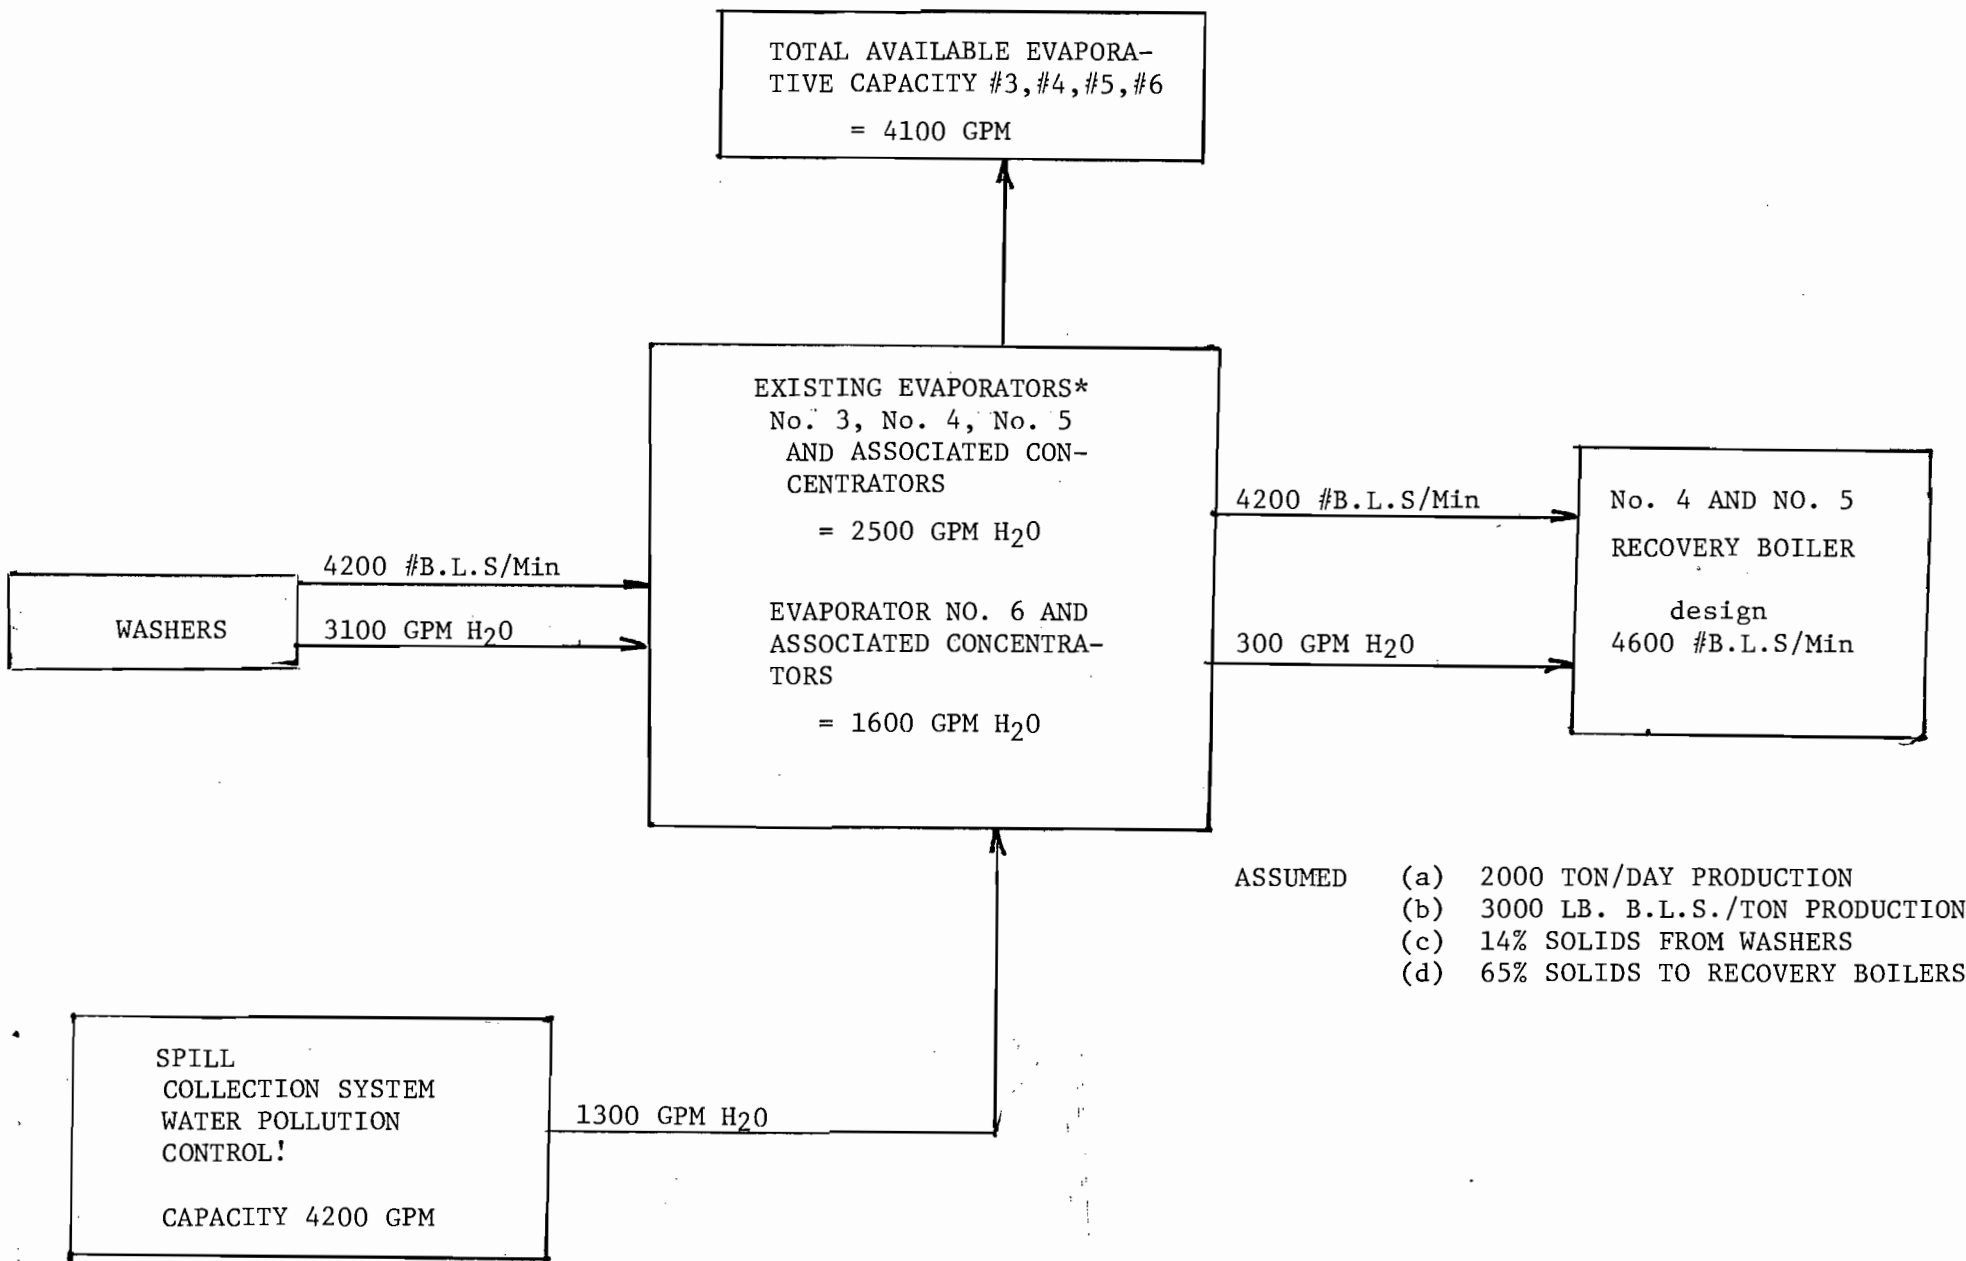 TOTAL AVAILABLE EVAPORA-
TIVE CAPACITY #3,#4,#5,#6
= 4100 GPM
EXISTING EVAPORATORS*
No. 3, No. 4, No. 5
AND ASSOCIATED CON-
CENTRATORS
= 2500 GPM H2O
EVAPORATOR NO. 6 AND
ASSOCIATED CONCENTRA-
TORS
= 1600 GPM H2O
4200 #B.L.S/Min
WASHERS
3100 GPM H2O
4200 #B.L.S/Min
300 GPM H2O
No. 4 AND NO. 5
RECOVERY BOILER
design
4600 #B.L.S/Min
ASSUMED (a) 2000 TON/DAY PRODUCTION
(b) 3000 LB. B.L.S./TON PRODUCTION
(c) 14% SOLIDS FROM WASHERS
(d) 65% SOLIDS TO RECOVERY BOILERS
SPILL
COLLECTION SYSTEM
WATER POLLUTION
CONTROL!
CAPACITY 4200 GPM
1300 GPM H2O